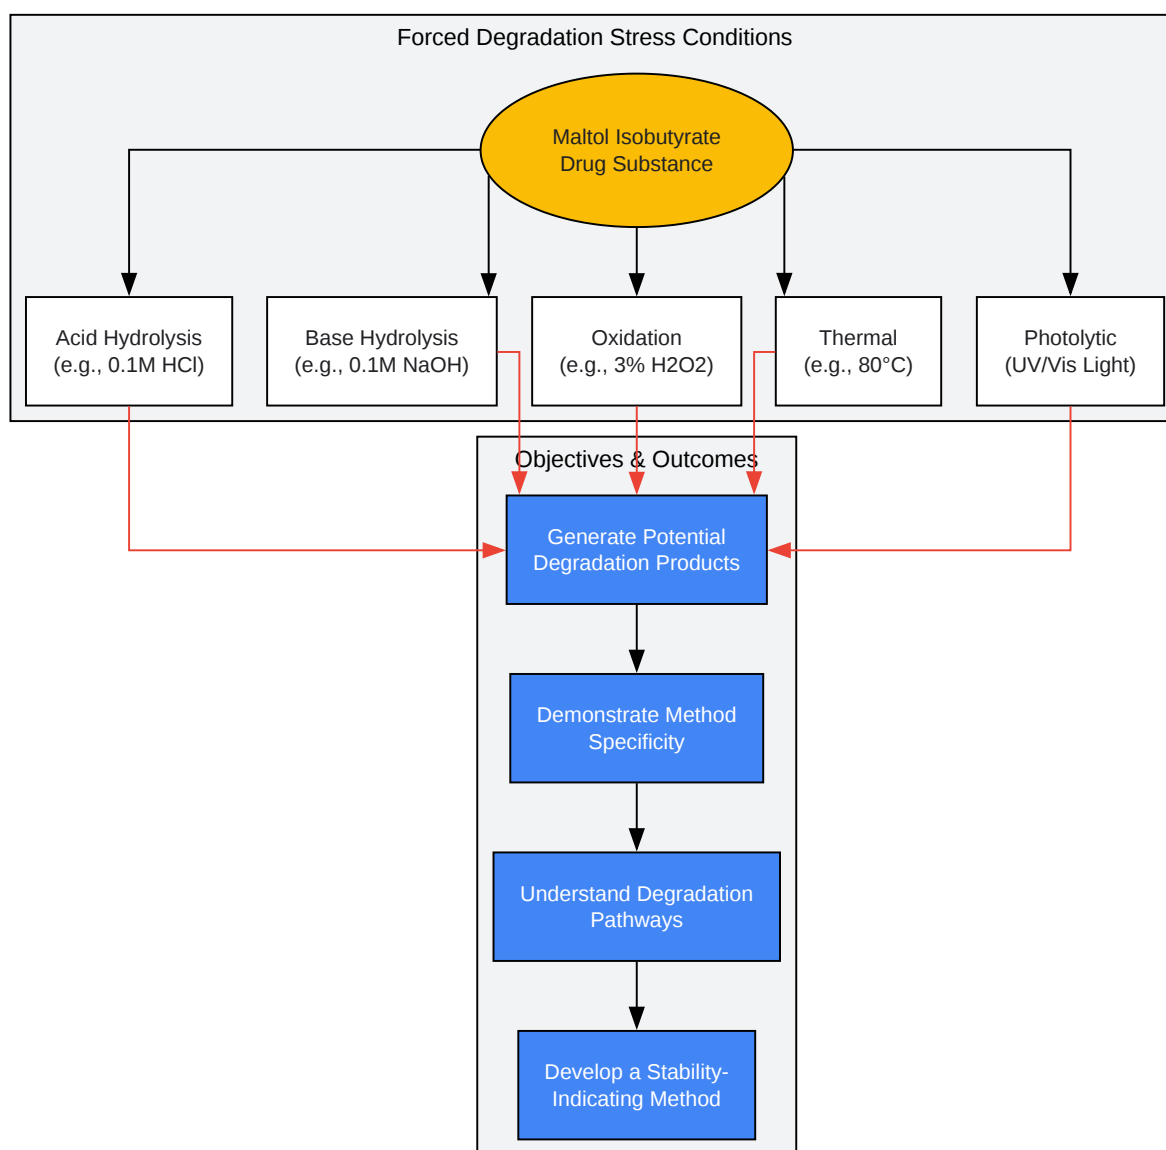 Forced Degradation Stress Conditions
Maltol Isobutyrate
Drug Substance
Acid Hydrolysis
(e.g., 0.1M HCl)
Base Hydrolysis
(e.g., 0.1M NaOH)
Oxidation
(e.g., 3% H2O2)
Thermal
(e.g., 80°C)
Photolytic
(UV/Vis Light)
Objectives & Outcomes
Generate Potential
Degradation Products
Demonstrate Method
Specificity
Understand Degradation
Pathways
Develop a Stability-
Indicating Method